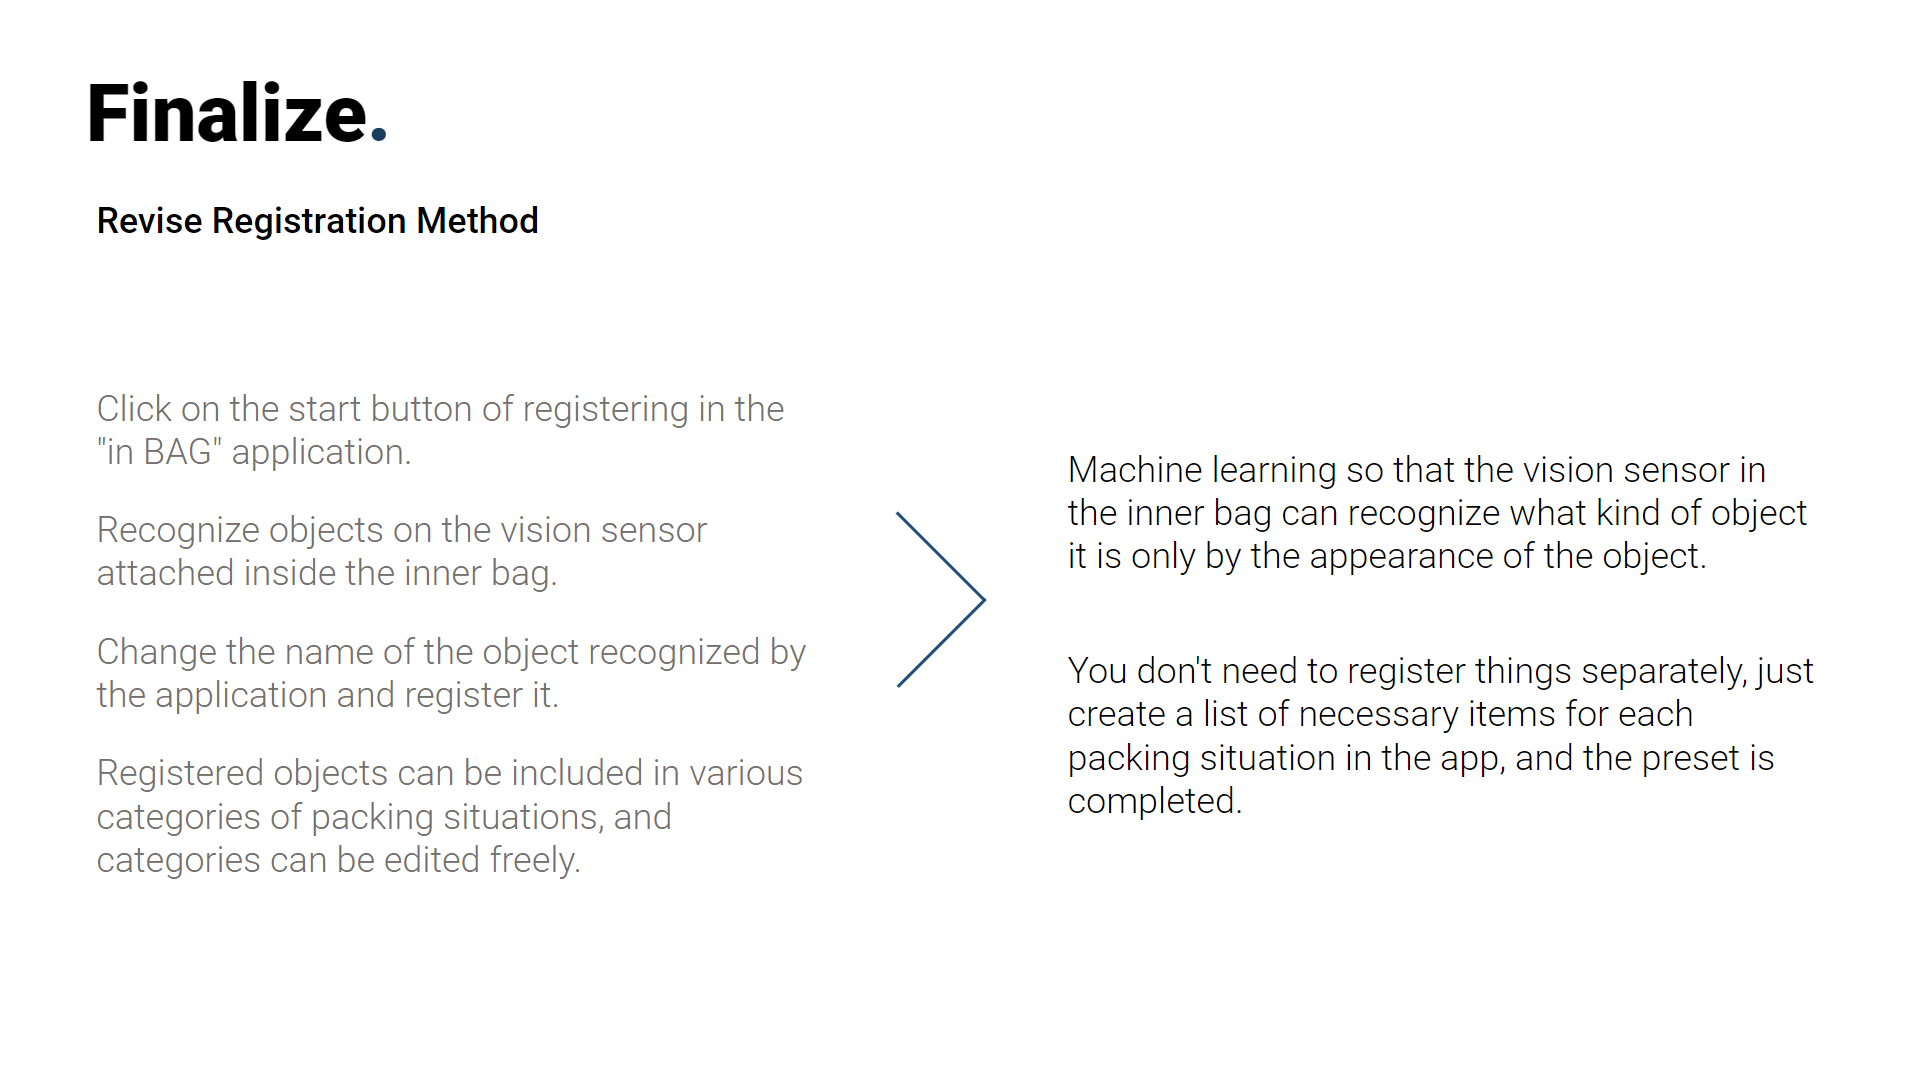 Finalize.
Revise Registration Method
Click on the start button of registering in the
"in BAG" application.
Recognize objects on the vision sensor
attached inside the inner bag.
Change the name of the object recognized by
the application and register it.
Registered objects can be included in various
categories of packing situations, and
categories can be edited freely.
Machine learning so that the vision sensor in
the inner bag can recognize what kind of object
it is only by the appearance of the object.
You don't need to register things separately, just
create a list of necessary items for each
packing situation in the app, and the preset is
completed.